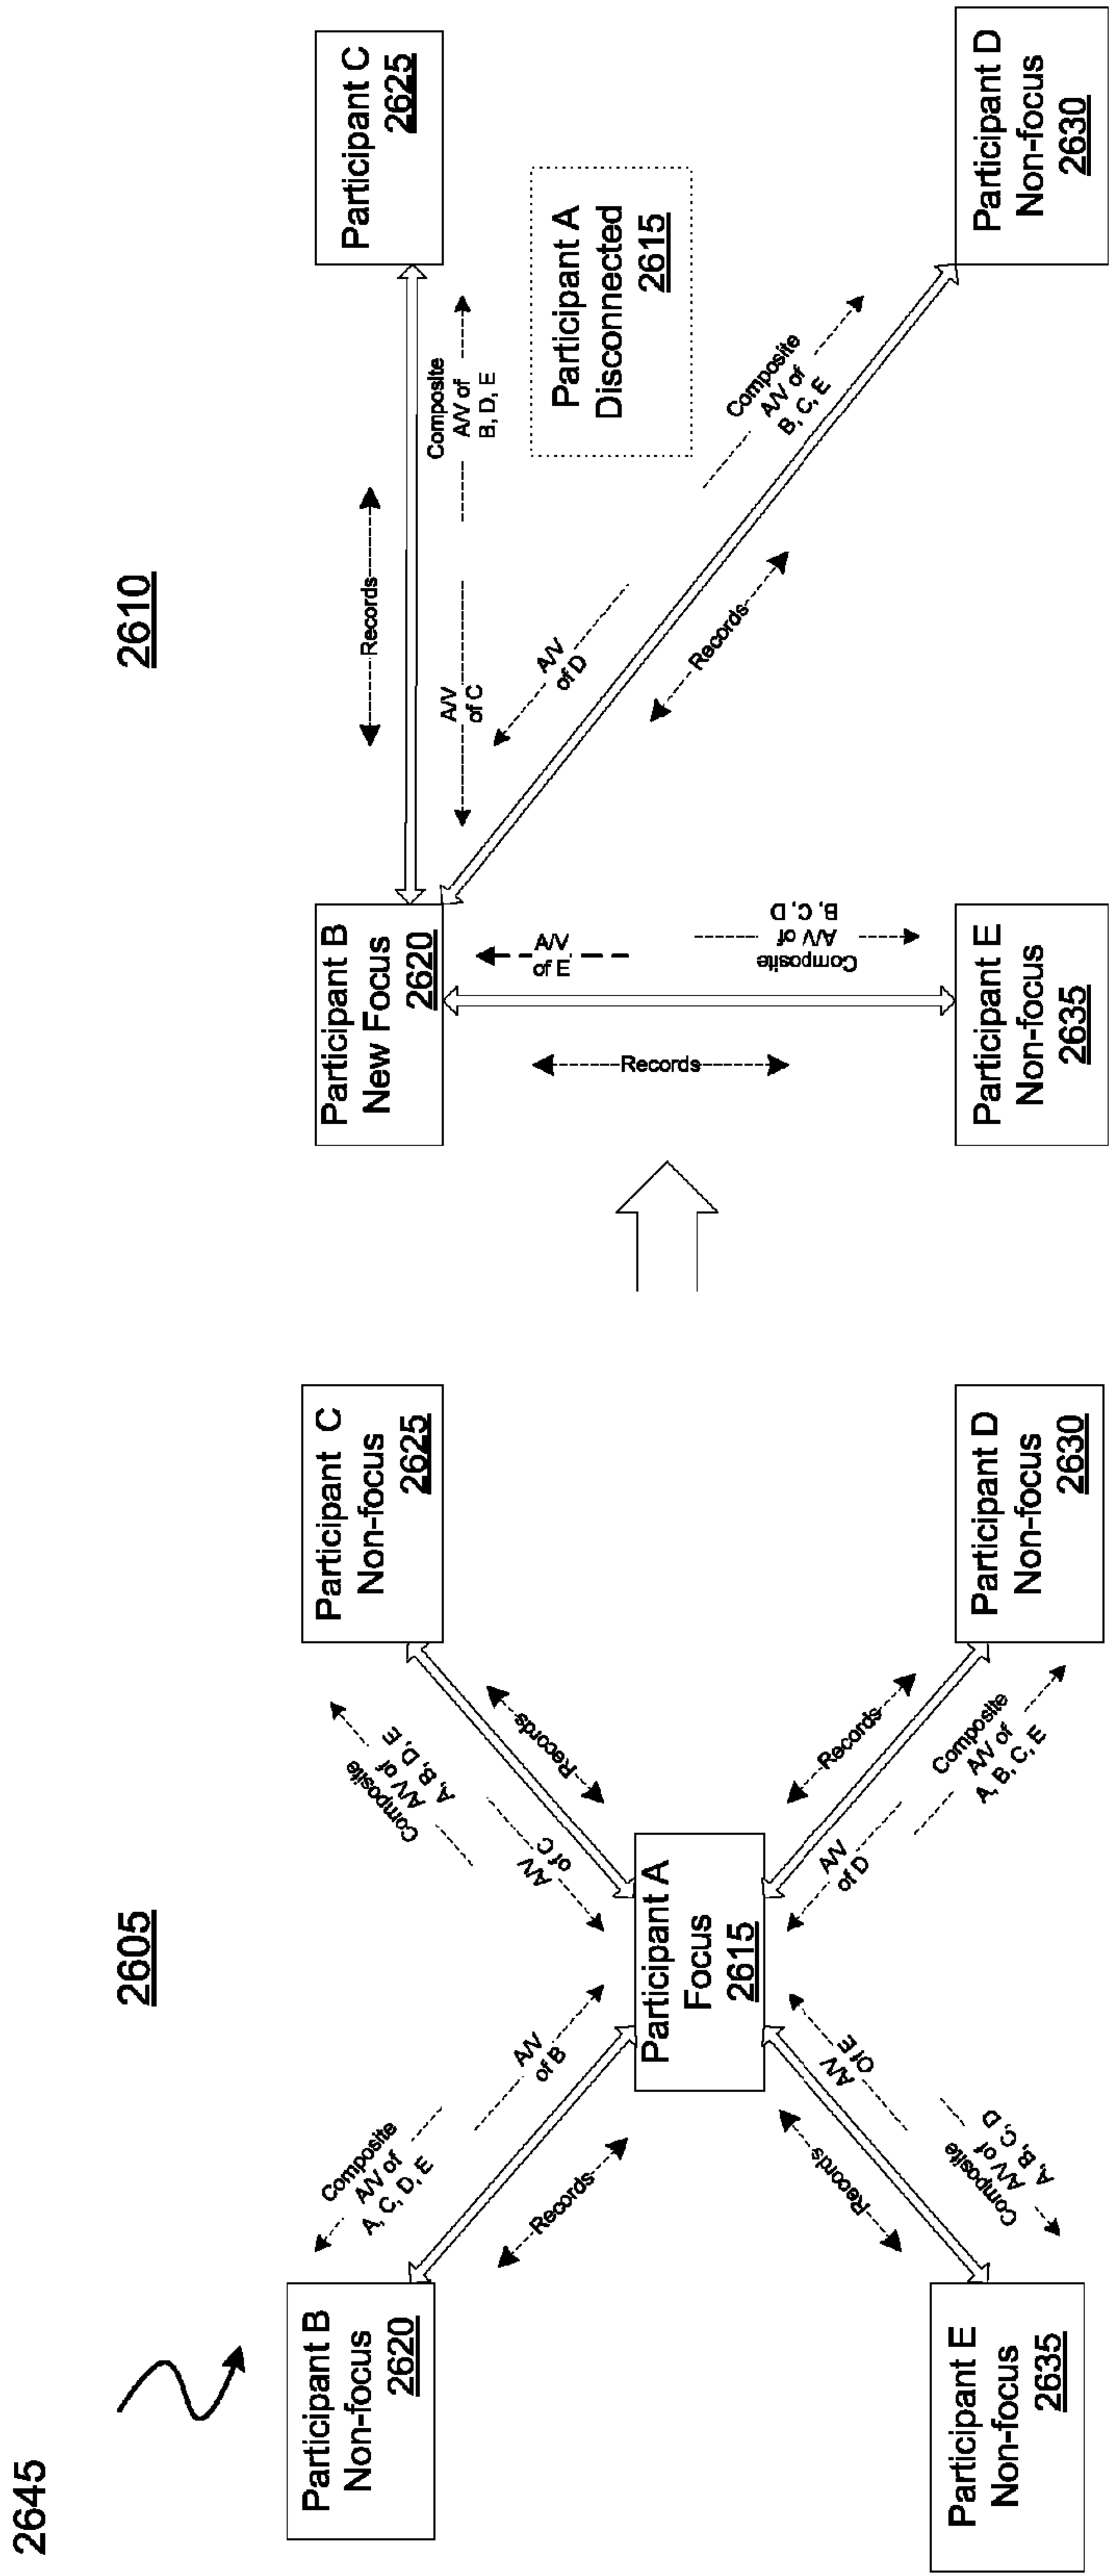 2645
2605
Participant B
Non-focus
2620
Composite
A/V of
A, C, D, E
A/V
of B
Records
Participant C
Non-focus
2625
Composite
A/V of
A, B, D, E
A/V
of C
Records
Participant A
Focus
2615
Records
A/V
Of E
Composite
A/V of
A, B, C, D
Participant E
Non-focus
2635
Records
A/V
of D
Composite
A/V of
A, B, C, E
Participant D
Non-focus
2630
2610
Participant B
New Focus
2620
Records
A/V
of C
Composite
A/V of
B, D, E
Participant C
2625
Participant A
Disconnected
2615
A/V
of D
Composite
A/V of
B, C, E
Records
Records
A/V
of E
Composite
A/V of
B, C, D
Participant E
Non-focus
2635
Participant D
Non-focus
2630